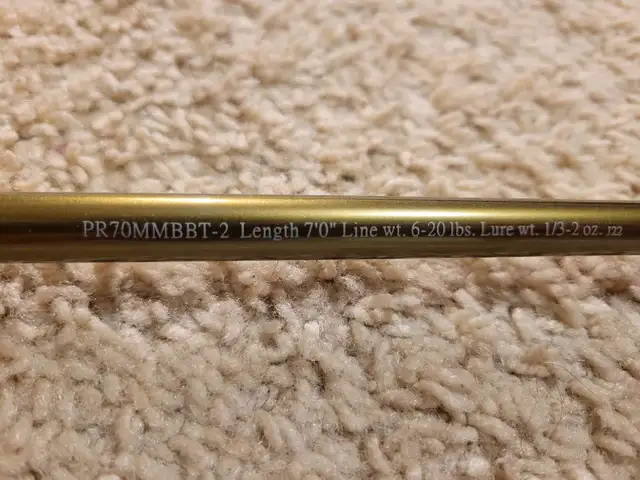 PR70MMBBT-2 Length 7'0" Line wt. 6-20 lbs. Lure wt. 1/3-2 oz. J22